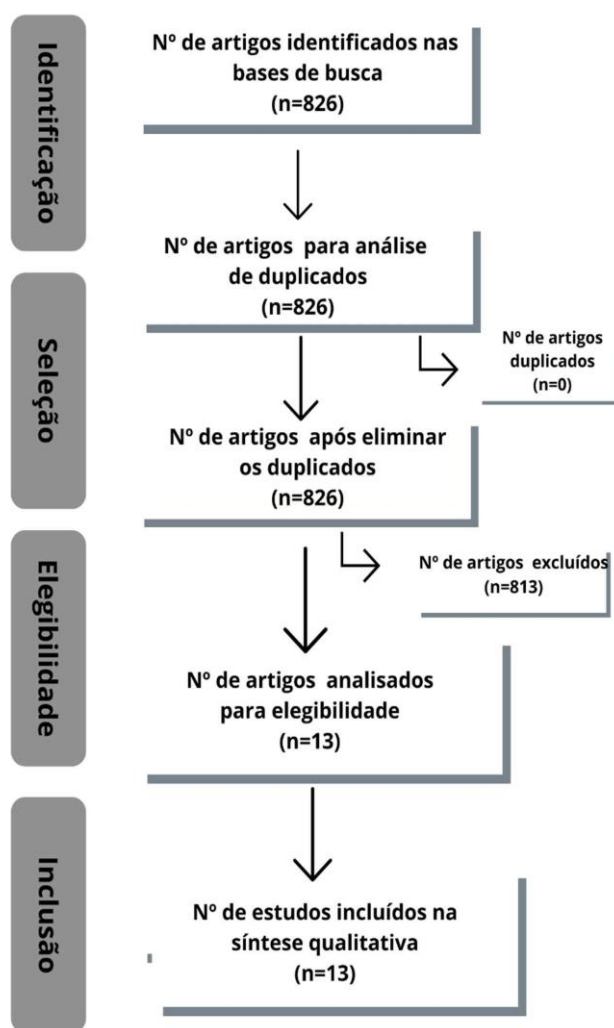 Identificação
Nº de artigos identificados nas
bases de busca
(n=826)
Nº de artigos para análise
de duplicados
(n=826)
Seleção
Nº de artigos
duplicados
(n=0)
Nº de artigos após eliminar
os duplicados
(n=826)
Elegibilidade
Nº de artigos excluídos
(n=813)
Nº de artigos analisados
para elegibilidade
(n=13)
Inclusão
Nº de estudos incluídos na
síntese qualitativa
(n=13)